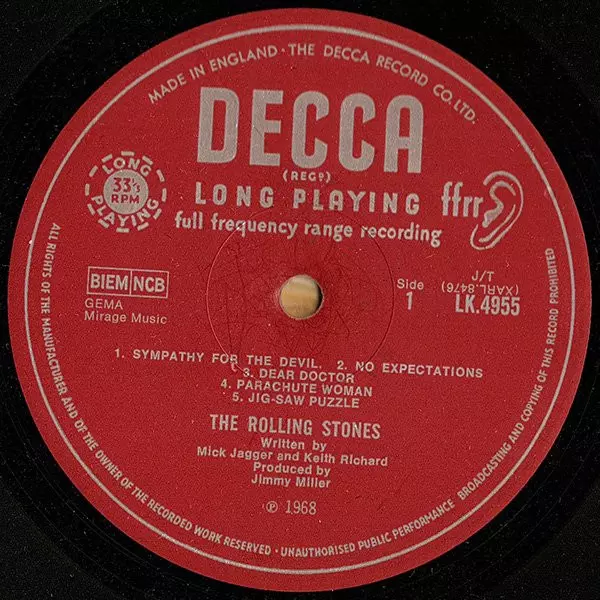 MADE IN ENGLAND · THE DECCA RECORD CO. LTD.
DECCA
(REGD)
LONG PLAYING
ffrr
full frequency range recording
LONG
33⅓
RPM
PLAYING
BIEM NCB
GEMA
Mirage Music
Side
1
(XARL.8476)
1/J
LK.4955
1. SYMPATHY FOR THE DEVIL. 2. NO EXPECTATIONS
3. DEAR DOCTOR
4. PARACHUTE WOMAN
5. JIG-SAW PUZZLE
THE ROLLING STONES
Written by
Mick Jagger and Keith Richard
Produced by
Jimmy Miller
℗ 1968
ALL RIGHTS OF THE MANUFACTURER AND OF THE OWNER OF THE RECORDED WORK RESERVED · UNAUTHORISED PUBLIC PERFORMANCE BROADCASTING AND COPYING OF THIS RECORD PROHIBITED